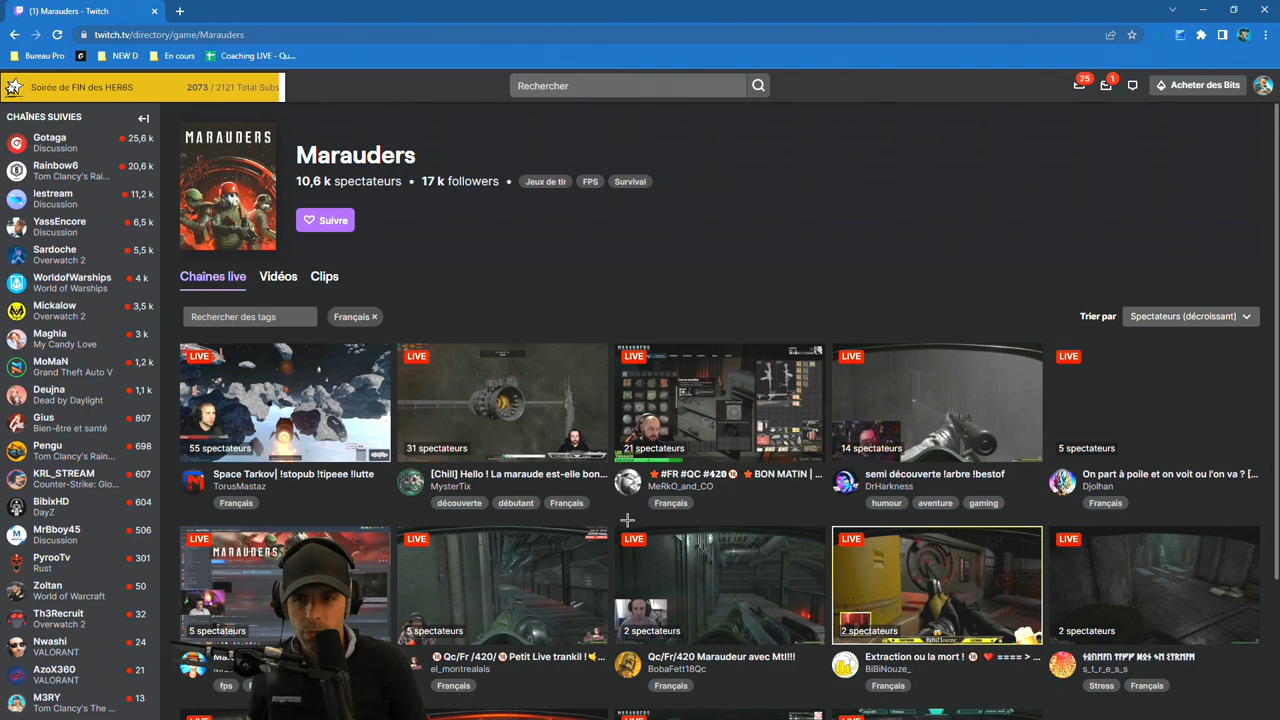 (1) Marauders - Twitch
twitch.tv/directory/game/Marauders
Bureau Pro
NEW D
En cours
Coaching LIVE - Qu...
Soirée de FIN des HER6S
2073 / 2121 Total Subs
Rechercher
25
1
Acheter des Bits
CHAÎNES SUIVIES
Gotaga
25,6 k
Discussion
Rainbow6
20,6 k
Tom Clancy's Rai...
lestream
11,2 k
Discussion
YassEncore
6,5 k
Discussion
Sardoche
5,5 k
Overwatch 2
WorldofWarships
4 k
World of Warships
Mickalow
3,5 k
Overwatch 2
Maghla
3 k
My Candy Love
MoMaN
1,2 k
Grand Theft Auto V
Deujna
1,1 k
Dead by Daylight
Gius
807
Bien-être et santé
Pengu
698
Tom Clancy's Rain...
KRL_STREAM
607
Counter-Strike: Glo...
BibixHD
604
DayZ
MrBboy45
506
Discussion
PyrooTv
301
Rust
Zoltan
50
World of Warcraft
Th3Recruit
32
Overwatch 2
Nwashi
24
VALORANT
AzoX360
21
VALORANT
M3RY
13
Tom Clancy's The ...
MARAUDERS
Marauders
10,6 k spectateurs • 17 k followers •
Jeux de tir
FPS
Survival
Suivre
Chaînes live
Vidéos
Clips
Rechercher des tags
Français ×
Trier par
Spectateurs (décroissant)
LIVE
55 spectateurs
Space Tarkov| !stopub !tipeee !lutte
TorusMastaz
Français
LIVE
31 spectateurs
[Chill] Hello ! La maraude est-elle bon...
MysterTix
découverte
débutant
Français
LIVE
21 spectateurs
#FR #QC #420🔞 BON MATIN | ...
MeRkO_and_CO
Français
LIVE
14 spectateurs
semi découverte !arbre !bestof
DrHarkness
humour
aventure
gaming
LIVE
5 spectateurs
On part à poile et on voit ou l'on va ? [...
Djolhan
Français
LIVE
MARAUDERS
5 spectateurs
fps
LIVE
5 spectateurs
🔞 Qc/Fr /420/ 🔞 Petit Live trankil !...
el_montrealais
Français
LIVE
2 spectateurs
Qc/Fr/420 Maraudeur avec Mtl!!!
BobaFett18Qc
Français
LIVE
2 spectateurs
BiBiNouze
Extraction ou la mort ! 🔞 ❤️ ====> ...
BiBiNouze_
Français
LIVE
2 spectateurs
s_t_r_e_s_s
Stress
Français
LIVE
LIVE
LIVE
LIVE
LIVE